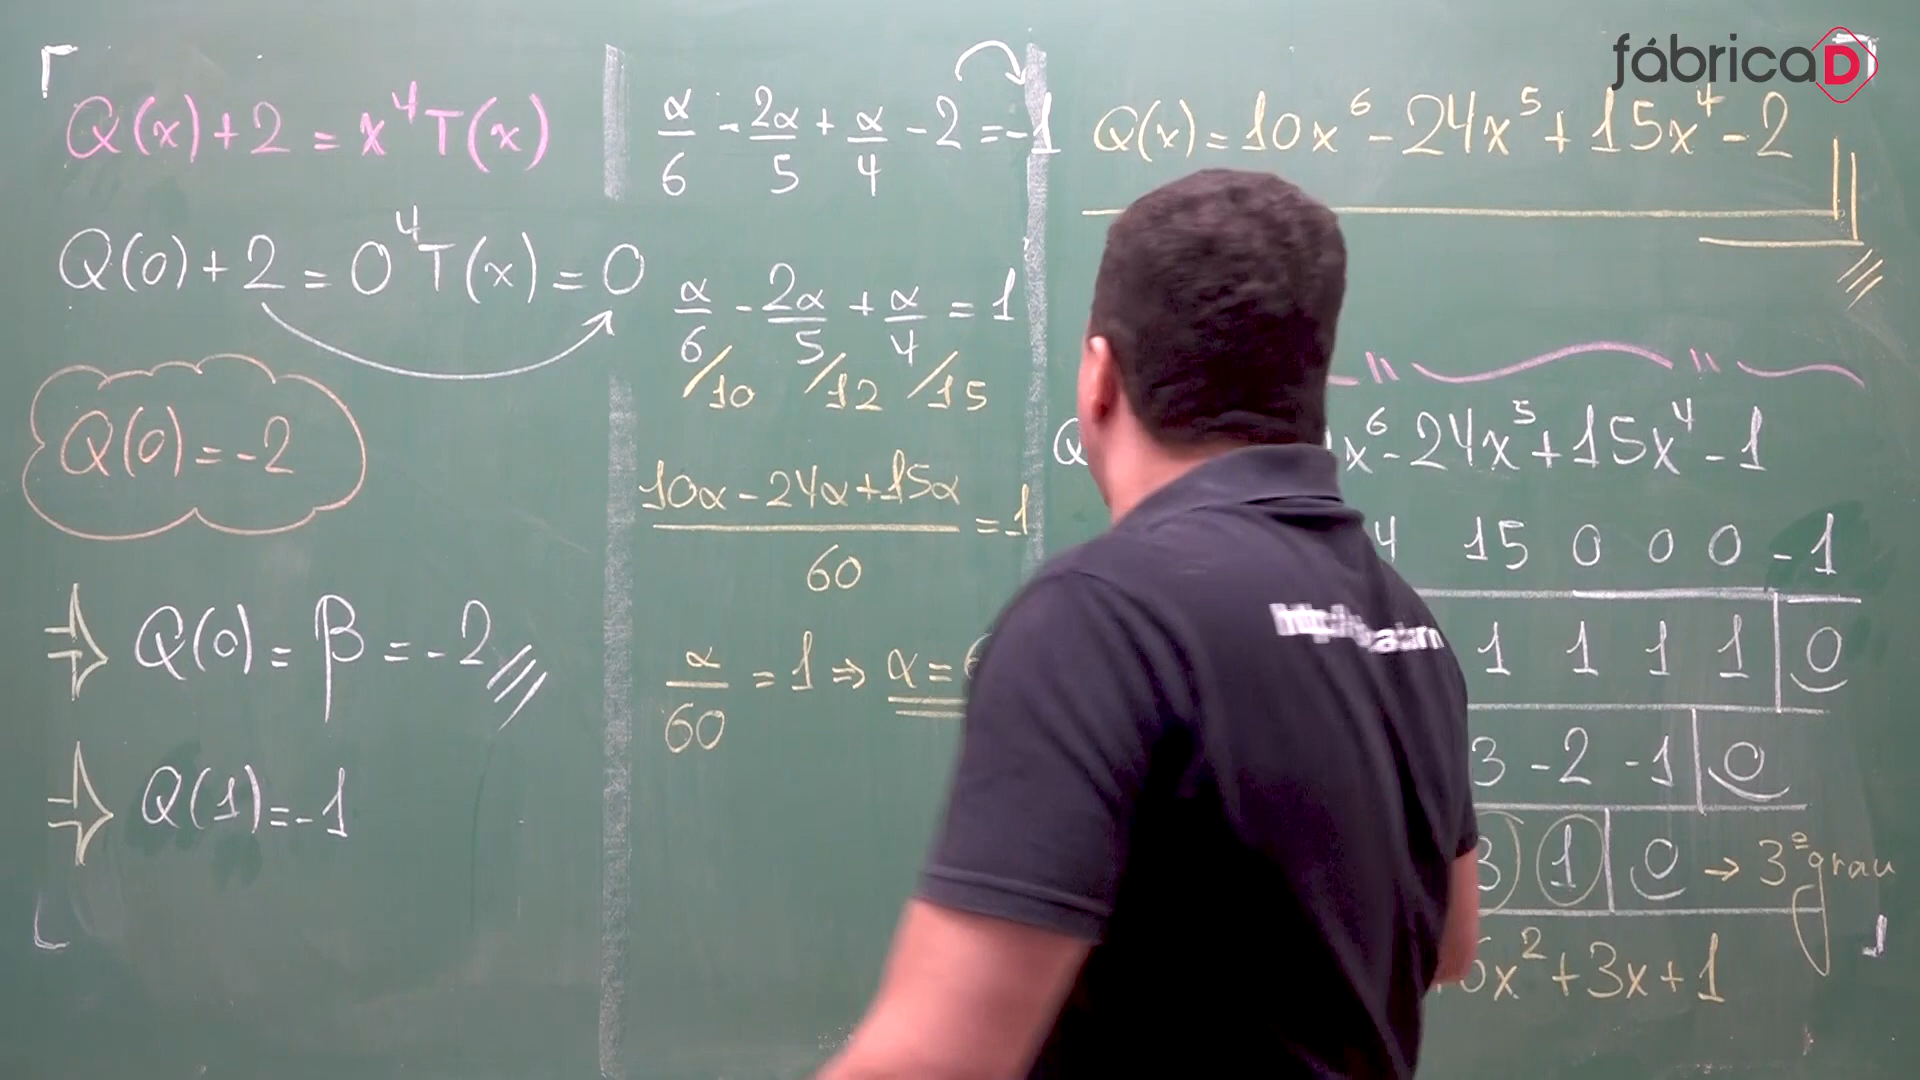 fábricaD
Q(x)+2 = x⁴T(x)
Q(0)+2 = 0⁴T(x) = 0
Q(0) = -2
⇒ Q(0) = β = -2
⇒ Q(1) = -1
α/6 - 2α/5 + α/4 - 2 = -1
α/6 - 2α/5 + α/4 = 1
/10 /12 /15
10α - 24α + 15α / 60 = 1
α/60 = 1 ⇒ α =
Q(x) = 10x⁶ - 24x⁵ + 15x⁴ - 2
x⁶ - 24x⁵ + 15x⁴ - 1
4 15 0 0 0 -1
1 1 1 1 0
3 -2 -1 0
3 1 0 → 3º grau
6x² + 3x + 1